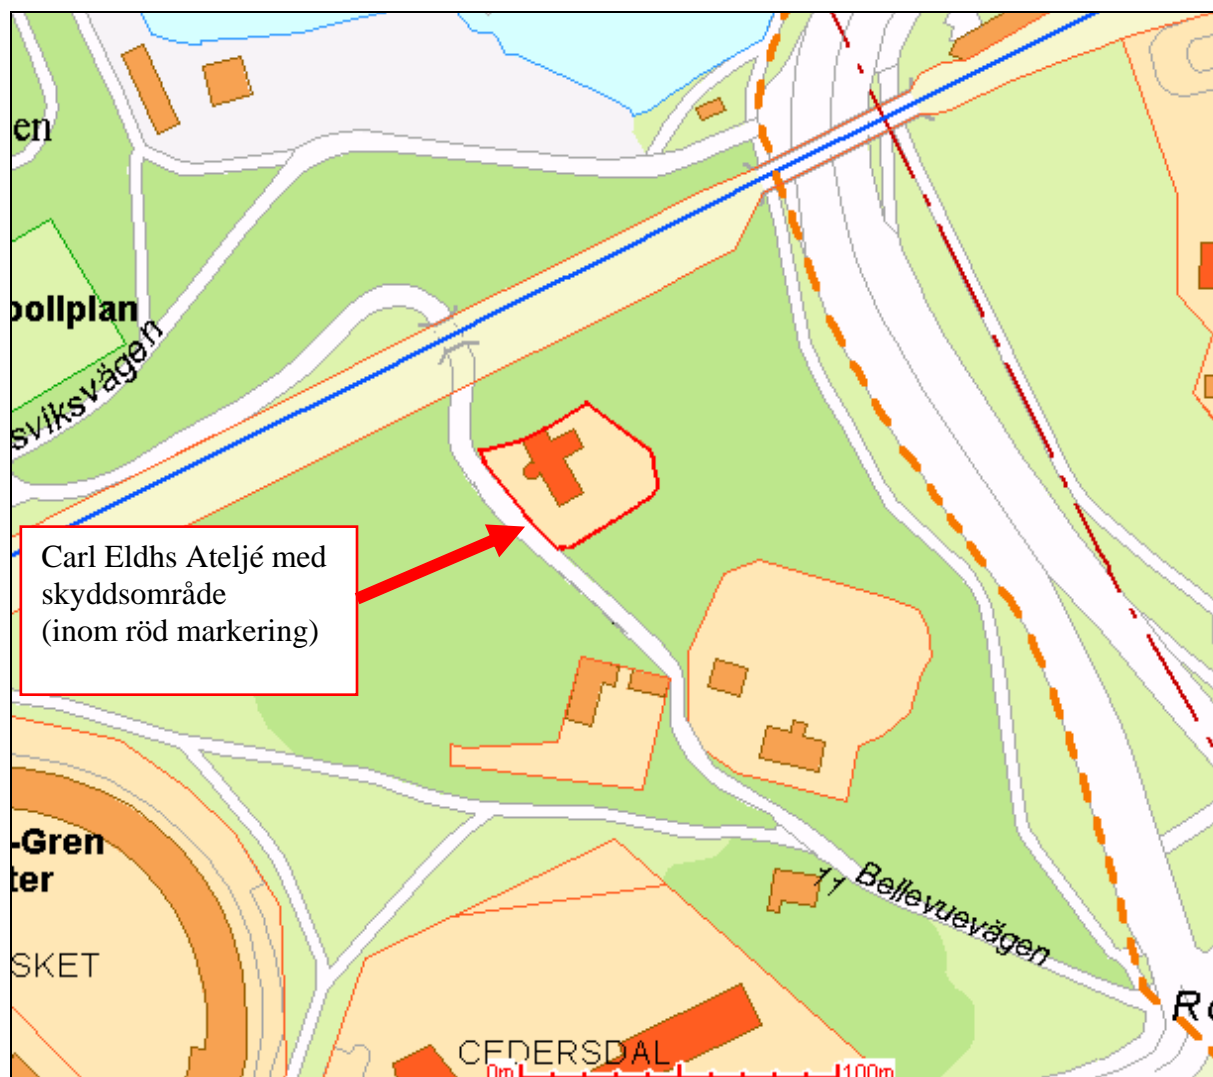 en
bollplan
sviksvägen
Carl Eldhs Ateljé med
skyddsområde
(inom röd markering)
-Gren
ter
11
Bellevuevägen
SKET
Ro
CEDERSDAL
0m
100m